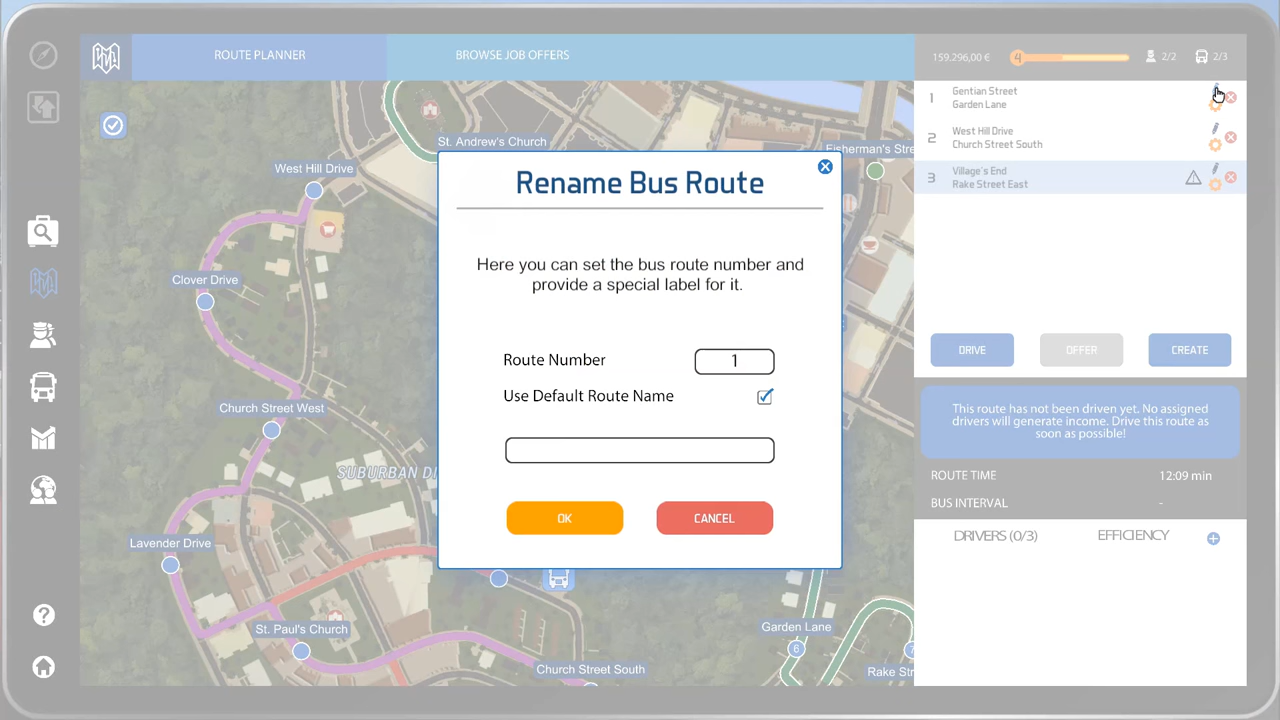 ROUTE PLANNER
BROWSE JOB OFFERS
159.296,00 €
4
2/2
2/3
1
Gentian Street
Garden Lane
2
West Hill Drive
Church Street South
3
Village's End
Rake Street East
DRIVE
OFFER
CREATE
This route has not been driven yet. No assigned
drivers will generate income. Drive this route as
soon as possible!
ROUTE TIME
12:09 min
BUS INTERVAL
-
DRIVERS (0/3)
EFFICIENCY
St. Andrew's Church
Fisherman's Stre
West Hill Drive
Clover Drive
Church Street West
SUBURBAN DI
Lavender Drive
St. Paul's Church
Church Street South
Garden Lane
6
Rake St
Rename Bus Route
Here you can set the bus route number and
provide a special label for it.
Route Number
1
Use Default Route Name
OK
CANCEL
?